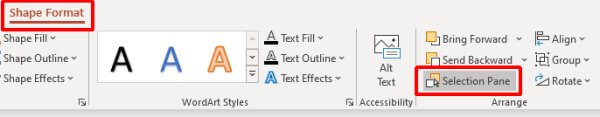 Shape Format
Shape Fill
Shape Outline
Shape Effects
A A A
Text Fill
Text Outline
Text Effects
WordArt Styles
Alt
Text
Accessibility
Bring Forward
Send Backward
Selection Pane
Align
Group
Rotate
Arrange